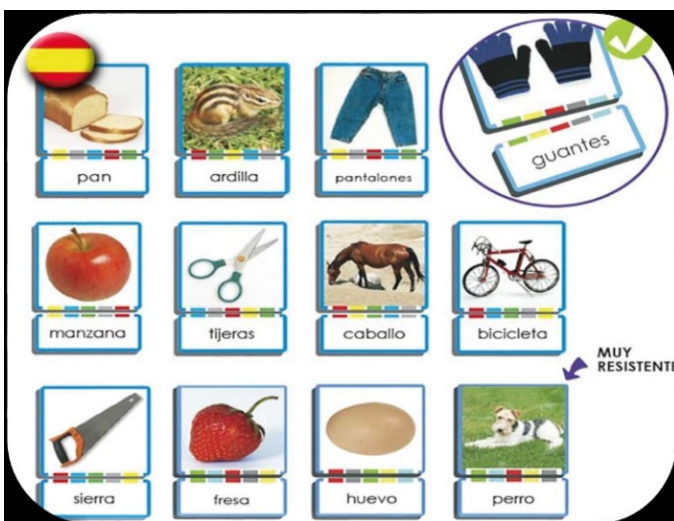 pan
ardilla
pantalones
guantes
manzana
tijeras
caballo
bicicleta
MUY
RESISTENTE
sierra
fresa
huevo
perro